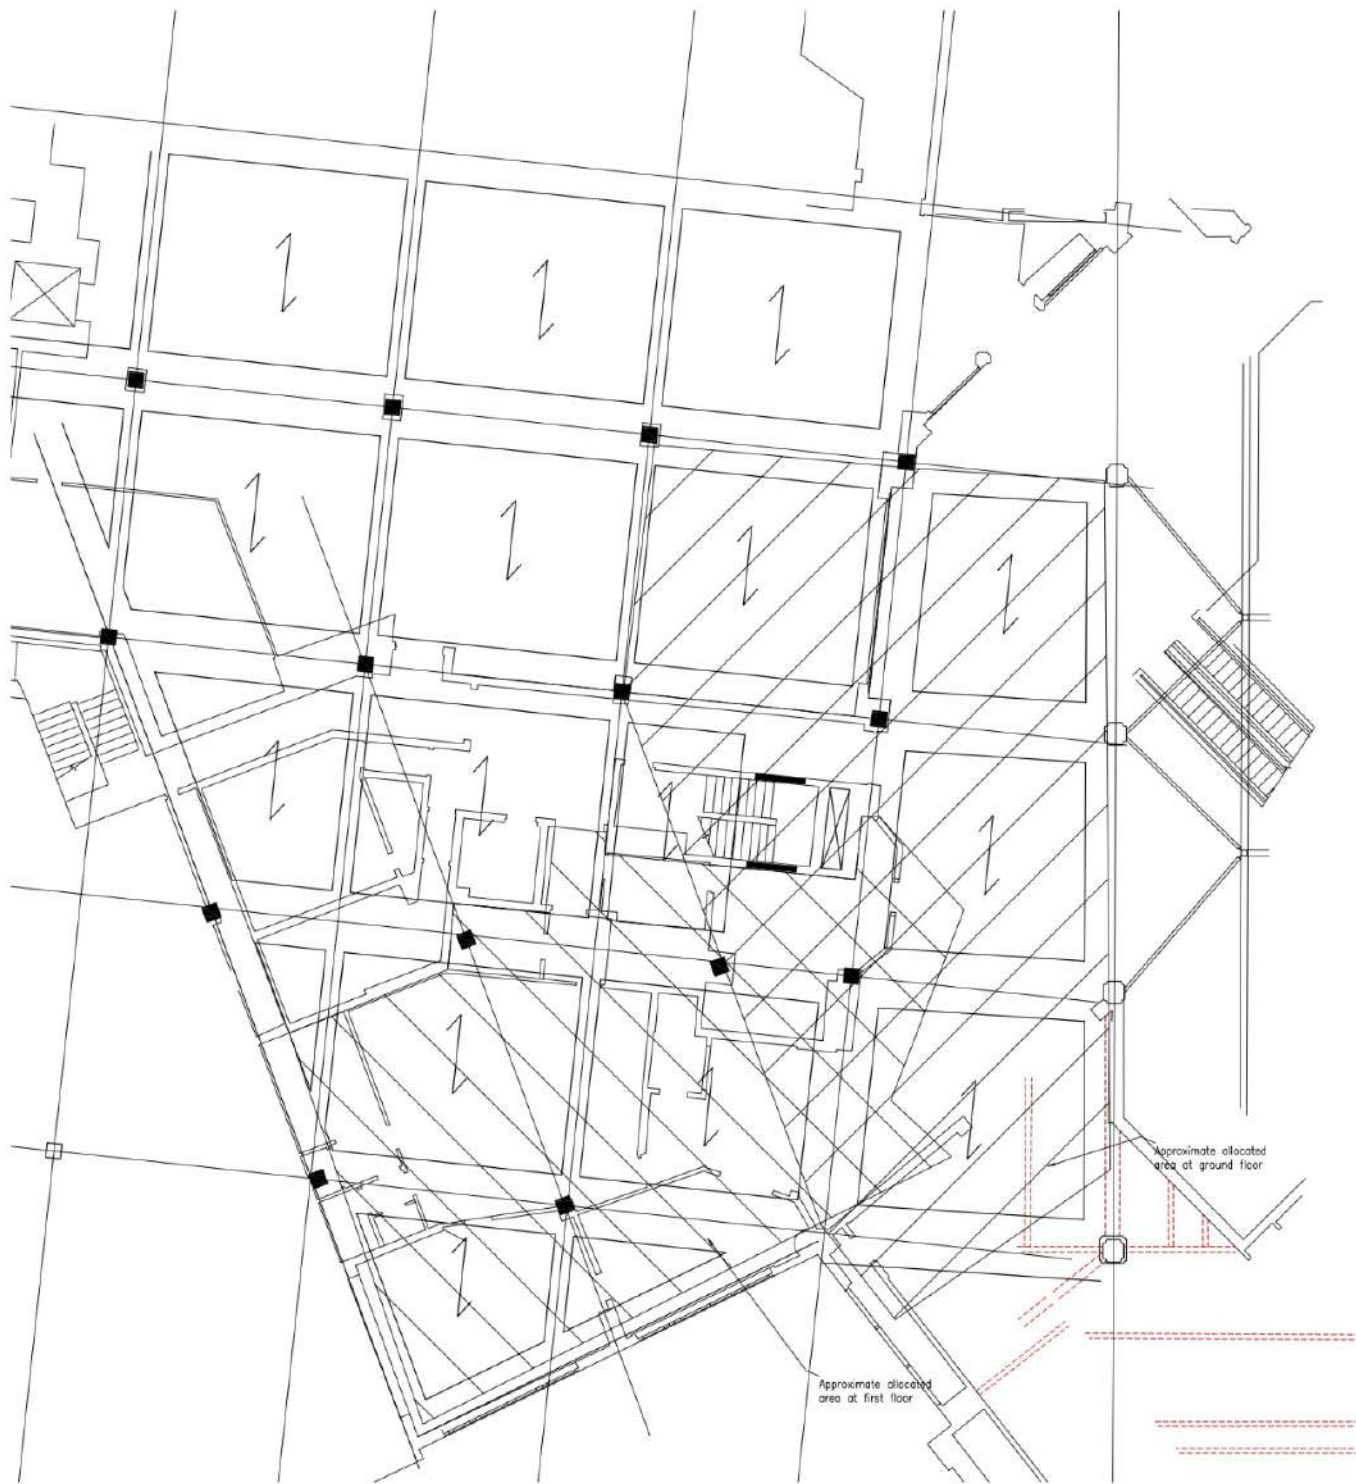 Approximate allocated
area at ground floor
Approximate allocated
area at first floor